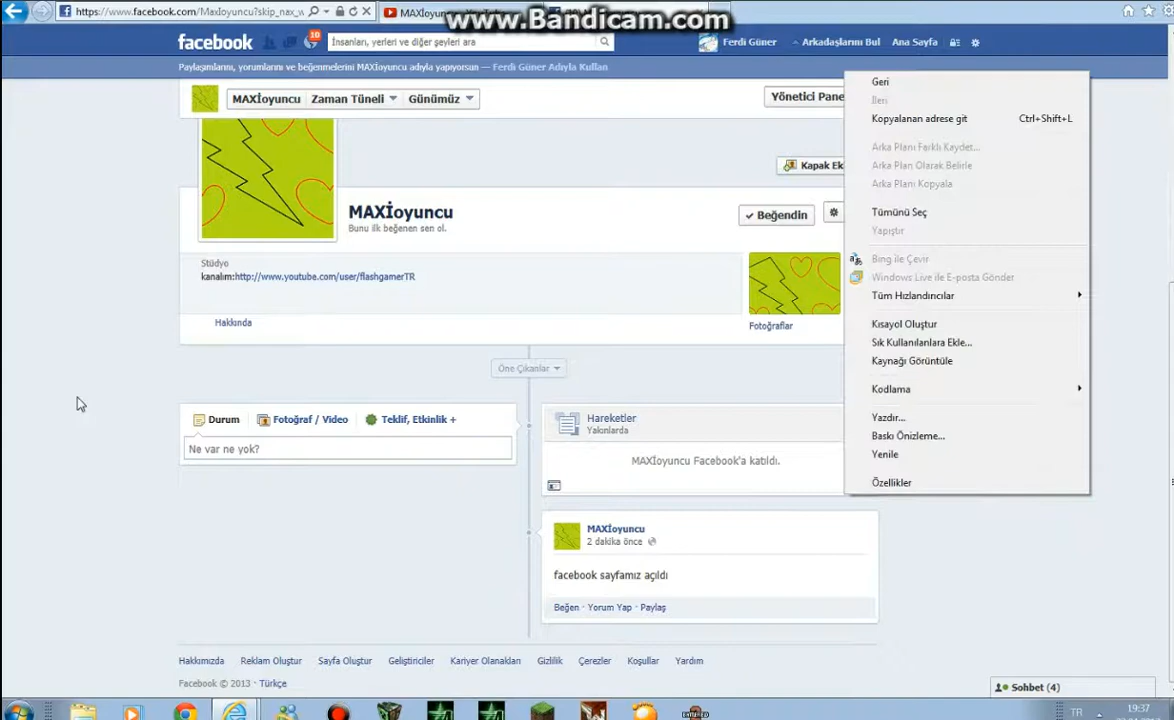 https://www.facebook.com/MaxIoyuncu?skip_nax_v
www.Bandicam.com
facebook
10
İnsanları, yerleri ve diğer şeyleri ara
Ferdi Güner
Arkadaşlarını Bul
Ana Sayfa
Paylaşımlarını, yorumlarını ve beğenmelerini MAXİoyuncu adıyla yapıyorsun — Ferdi Güner Adıyla Kullan
MAXİoyuncu
Zaman Tüneli
Günümüz
Yönetici Pane
Kapak Ek
MAXİoyuncu
Bunu ilk beğenen sen ol.
Beğendin
Stüdyo
kanalım:http://www.youtube.com/user/flashgamerTR
Hakkında
Fotoğraflar
Öne Çıkanlar
Durum
Fotoğraf / Video
Teklif, Etkinlik +
Ne var ne yok?
Hareketler
Yakınlarda
MAXİoyuncu Facebook'a katıldı.
MAXİoyuncu
2 dakika önce
facebook sayfamız açıldı
Beğen · Yorum Yap · Paylaş
Geri
İleri
Kopyalanan adrese git Ctrl+Shift+L
Arka Planı Farklı Kaydet...
Arka Plan Olarak Belirle
Arka Planı Kopyala
Tümünü Seç
Yapıştır
Bing ile Çevir
Windows Live ile E-posta Gönder
Tüm Hızlandırıcılar
Kısayol Oluştur
Sık Kullanılanlara Ekle...
Kaynağı Görüntüle
Kodlama
Yazdır...
Baskı Önizleme...
Yenile
Özellikler
Hakkımızda Reklam Oluştur Sayfa Oluştur Geliştiriciler Kariyer Olanakları Gizlilik Çerezler Koşullar Yardım
Facebook © 2013 · Türkçe
Sohbet (4)
TR
19:37